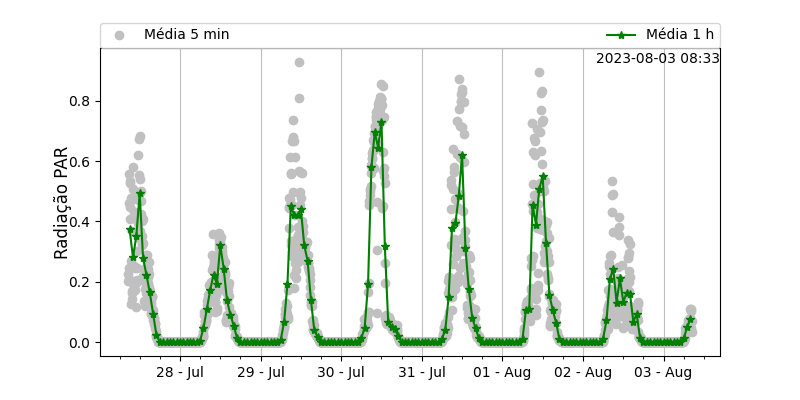 Média 5 min
Média 1 h
2023-08-03 08:33
Radiação PAR
0.8
0.6
0.4
0.2
0.0
28 - Jul
29 - Jul
30 - Jul
31 - Jul
01 - Aug
02 - Aug
03 - Aug